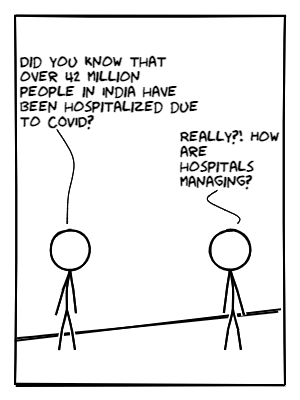 DID YOU KNOW THAT
OVER 42 MILLION
PEOPLE IN INDIA HAVE
BEEN HOSPITALIZED DUE
TO COVID?
REALLY?! HOW
ARE
HOSPITALS
MANAGING?